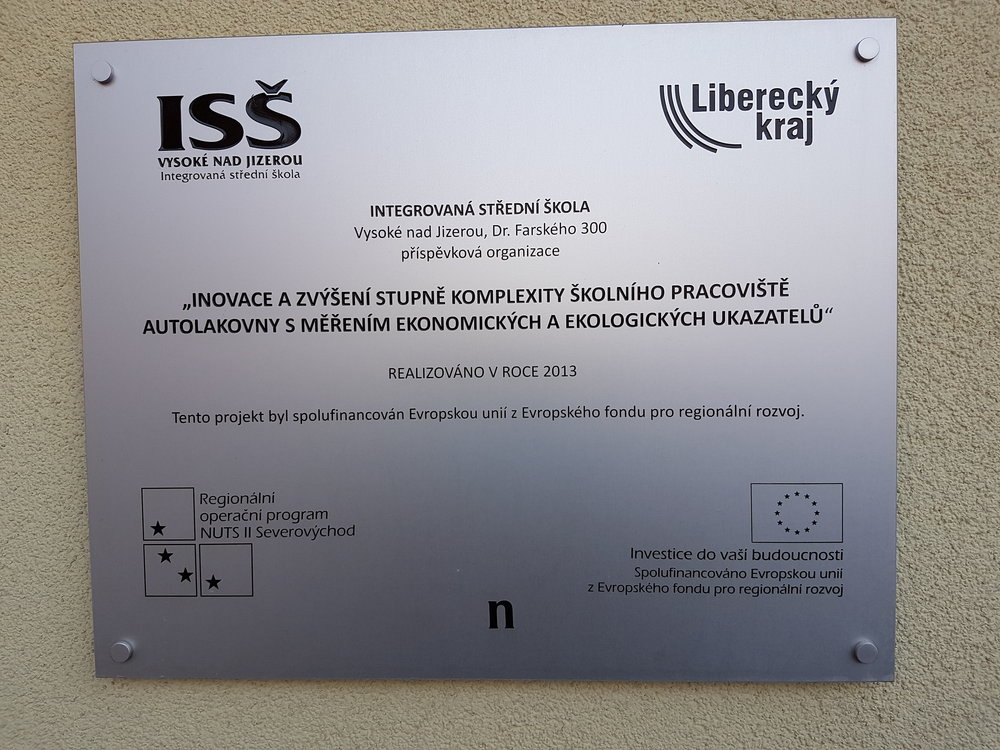 ISŠ
VYSOKÉ NAD JIZEROU
Integrovaná střední škola
Liberecký
kraj
INTEGROVANÁ STŘEDNÍ ŠKOLA
Vysoké nad Jizerou, Dr. Farského 300
příspěvková organizace
„INOVACE A ZVÝŠENÍ STUPNĚ KOMPLEXITY ŠKOLNÍHO PRACOVIŠTĚ
AUTOLAKOVNY S MĚŘENÍM EKONOMICKÝCH A EKOLOGICKÝCH UKAZATELŮ“
REALIZOVÁNO V ROCE 2013
Tento projekt byl spolufinancován Evropskou unií z Evropského fondu pro regionální rozvoj.
Regionální
operační program
NUTS II Severovýchod
Investice do vaší budoucnosti
Spolufinancováno Evropskou unií
z Evropského fondu pro regionální rozvoj
n